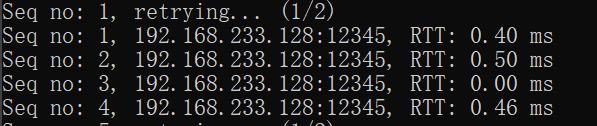 Seq no: 1, retrying... (1/2)
Seq no: 1, 192.168.233.128:12345, RTT: 0.40 ms
Seq no: 2, 192.168.233.128:12345, RTT: 0.50 ms
Seq no: 3, 192.168.233.128:12345, RTT: 0.00 ms
Seq no: 4, 192.168.233.128:12345, RTT: 0.46 ms